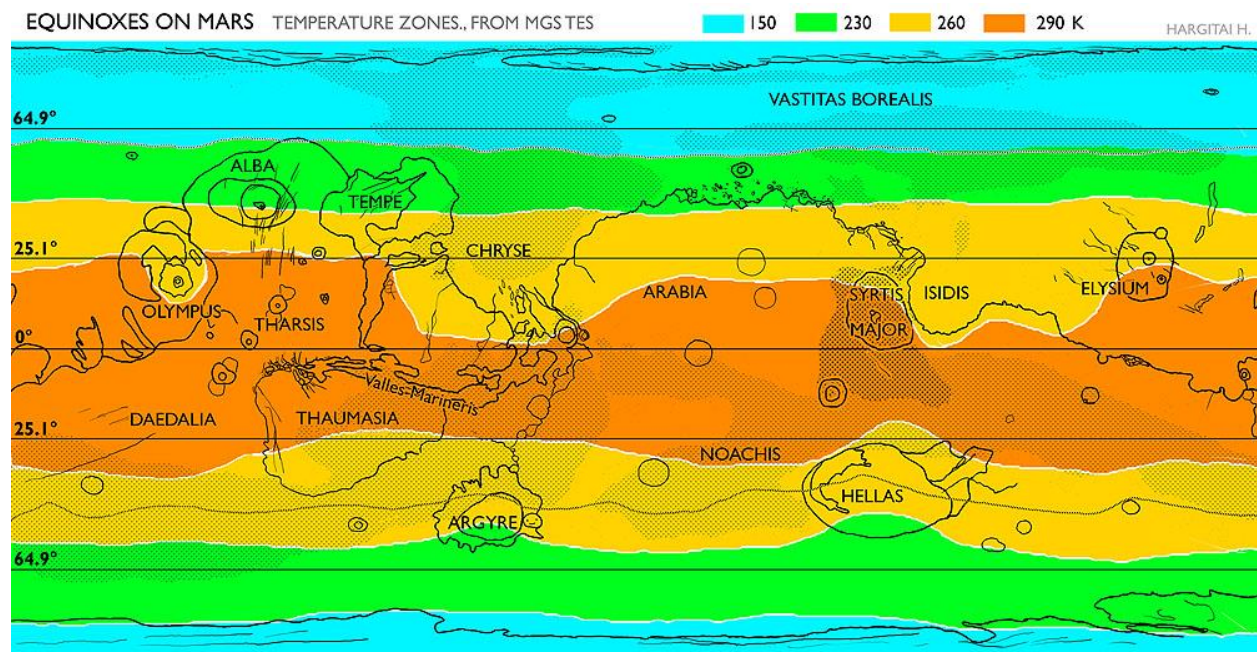 EQUINOXES ON MARS TEMPERATURE ZONES., FROM MGS TES 150 230 260 290 K HARGITAI H.
VASTITAS BOREALIS
64.9°
ALBA
TEMPE
CHRYSE
25.1°
OLYMPUS
THARSIS
ARABIA
SYRTIS
MAJOR
ISIDIS
ELYSIUM
0°
Valles Marineris
DAEDALIA
THAUMASIA
25.1°
NOACHIS
HELLAS
ARGYRE
64.9°